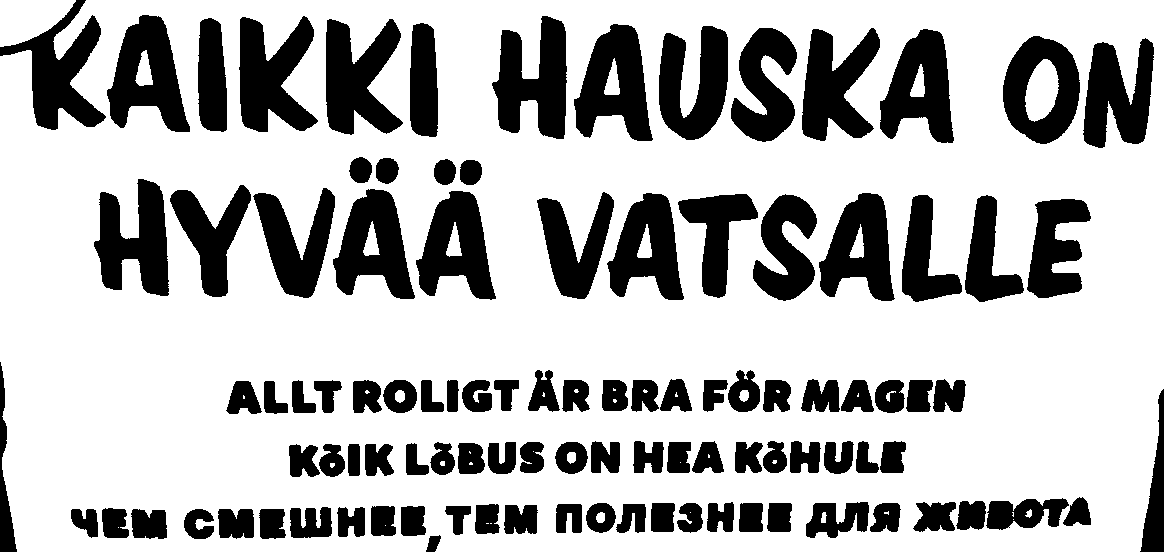 KAIKKI HAUSKA ON
HYVÄÄ VATSALLE
ALLT ROLIGT ÄR BRA FÖR MAGEN
KõIK LõBUS ON HEA KõHULE
ЧЕМ СМЕШНЕЕ, ТЕМ ПОЛЕЗНЕЕ ДЛЯ ЖИВОТА